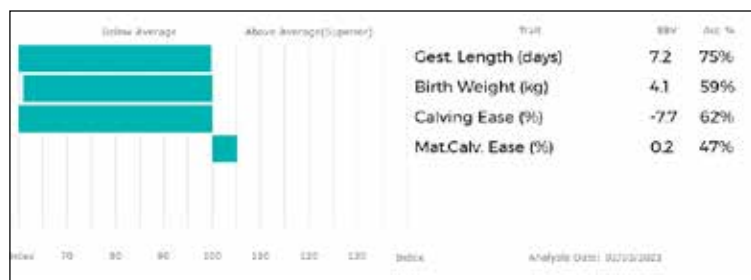 Below Average Above Average(Superior) Trait EBV Acc %
Gest. Length (days) 7.2 75%
Birth Weight (kg) 4.1 59%
Calving Ease (%) -7.7 62%
Mat.Calv. Ease (%) 0.2 47%
Index 70 80 90 100 110 120 130 Index Analysis Date: